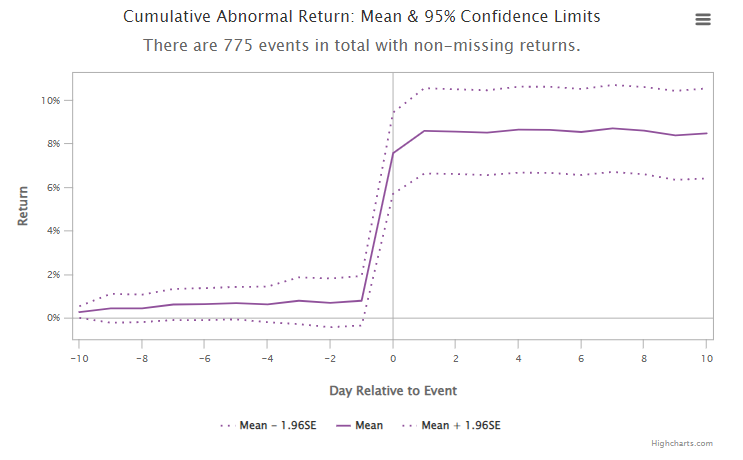 Cumulative Abnormal Return: Mean & 95% Confidence Limits
There are 775 events in total with non-missing returns.
10%
8%
6%
4%
2%
0%
Return
-10 -8 -6 -4 -2 0 2 4 6 8 10
Day Relative to Event
Mean - 1.96SE Mean Mean + 1.96SE
Highcharts.com